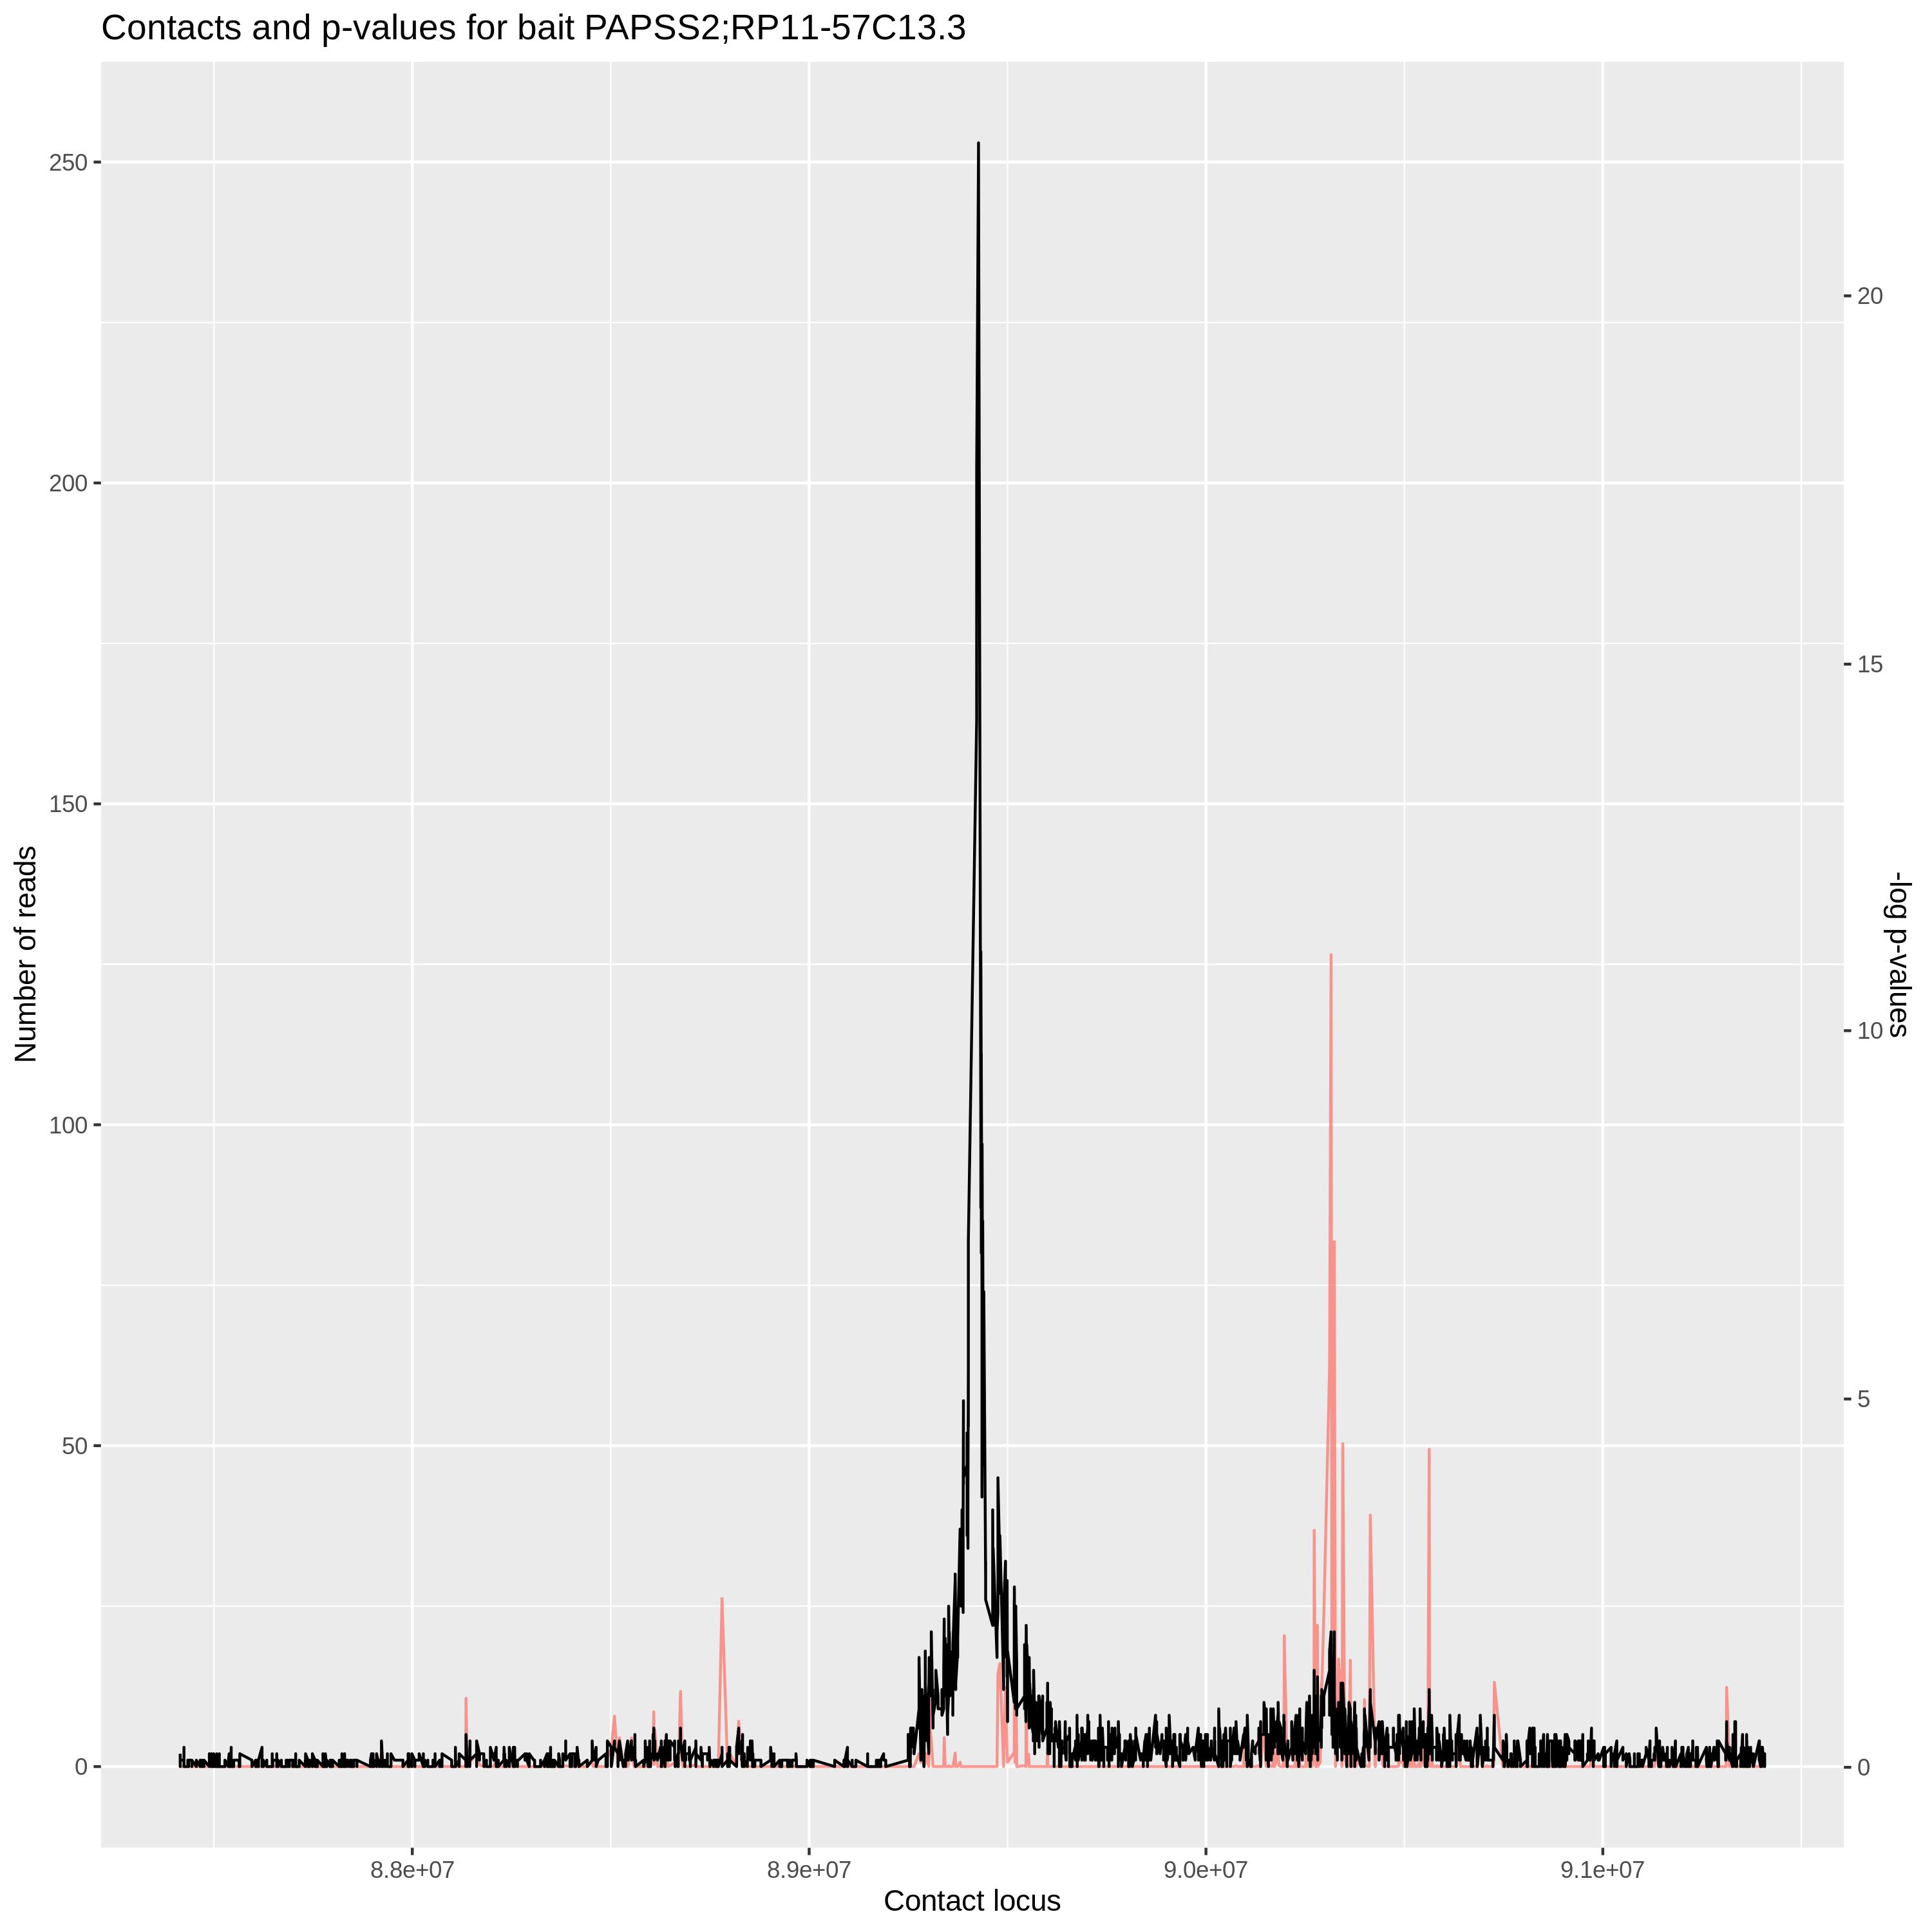 Contacts and p-values for bait PAPSS2;RP11-57C13.3
250
200
150
100
50
0
Number of reads
20
15
10
5
0
-log p-values
8.8e+07
8.9e+07
9.0e+07
9.1e+07
Contact locus